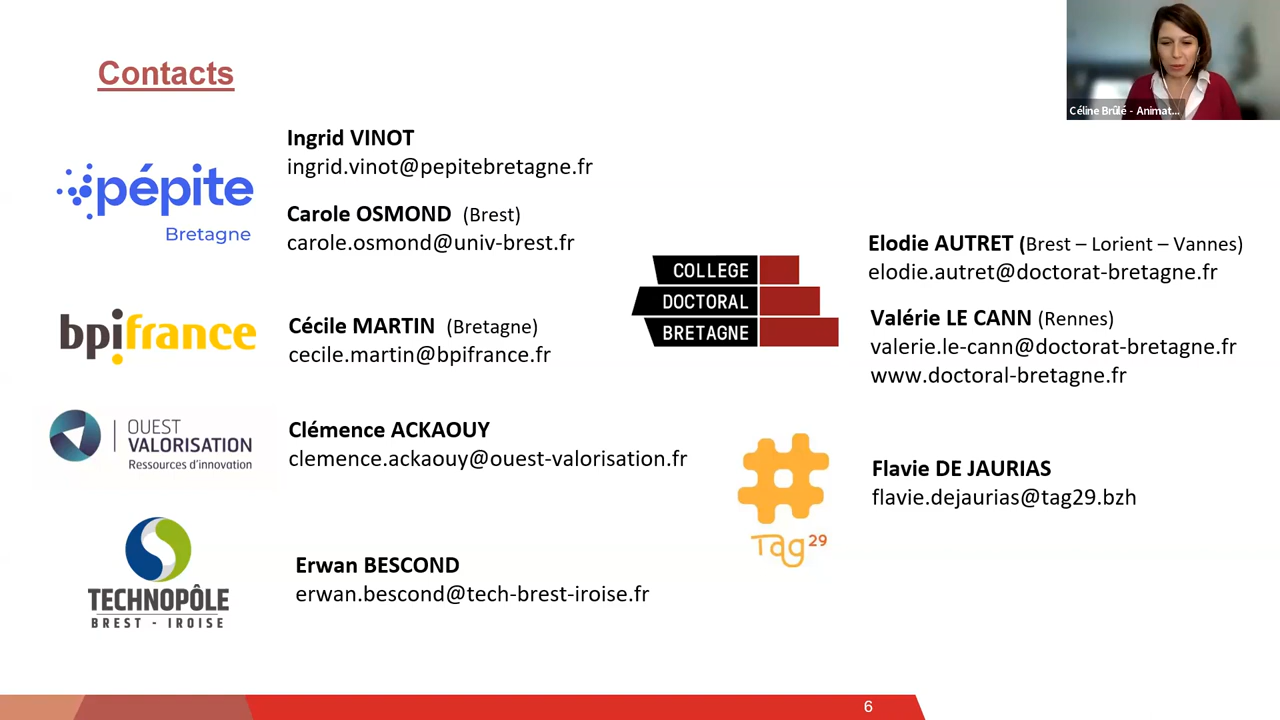 Contacts
Céline Brûlé - Animat...
pépite
Bretagne
Ingrid VINOT
ingrid.vinot@pepitebretagne.fr
Carole OSMOND (Brest)
carole.osmond@univ-brest.fr
bpifrance
Cécile MARTIN (Bretagne)
cecile.martin@bpifrance.fr
OUEST
VALORISATION
Ressources d'innovation
Clémence ACKAOUY
clemence.ackaouy@ouest-valorisation.fr
TECHNOPÔLE
BREST - IROISE
Erwan BESCOND
erwan.bescond@tech-brest-iroise.fr
COLLEGE
DOCTORAL
BRETAGNE
Elodie AUTRET (Brest – Lorient – Vannes)
elodie.autret@doctorat-bretagne.fr
Valérie LE CANN (Rennes)
valerie.le-cann@doctorat-bretagne.fr
www.doctoral-bretagne.fr
Tag29
Flavie DE JAURIAS
flavie.dejaurias@tag29.bzh
6